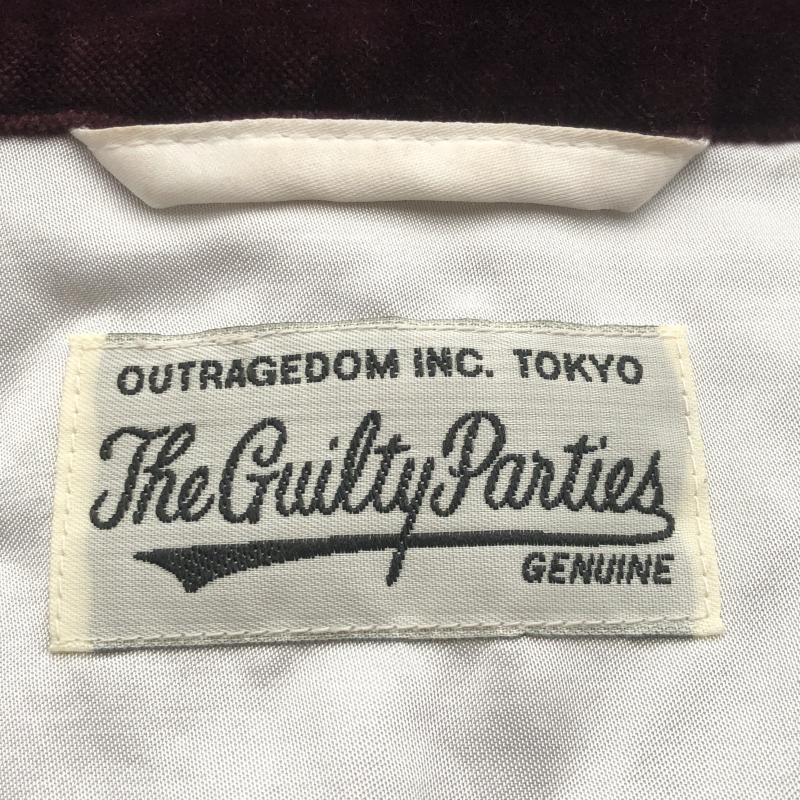 OUTRAGEDOM INC. TOKYO
The Guilty Parties
GENUINE